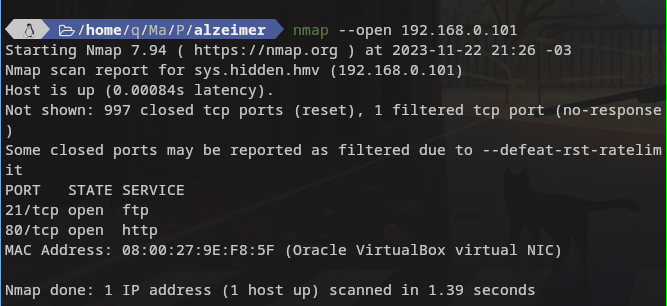 /home/q/Ma/P/alzeimer nmap --open 192.168.0.101
Starting Nmap 7.94 ( https://nmap.org ) at 2023-11-22 21:26 -03
Nmap scan report for sys.hidden.hmv (192.168.0.101)
Host is up (0.00084s latency).
Not shown: 997 closed tcp ports (reset), 1 filtered tcp port (no-response
)
Some closed ports may be reported as filtered due to --defeat-rst-ratelim
it
PORT   STATE SERVICE
21/tcp open  ftp
80/tcp open  http
MAC Address: 08:00:27:9E:F8:5F (Oracle VirtualBox virtual NIC)
Nmap done: 1 IP address (1 host up) scanned in 1.39 seconds